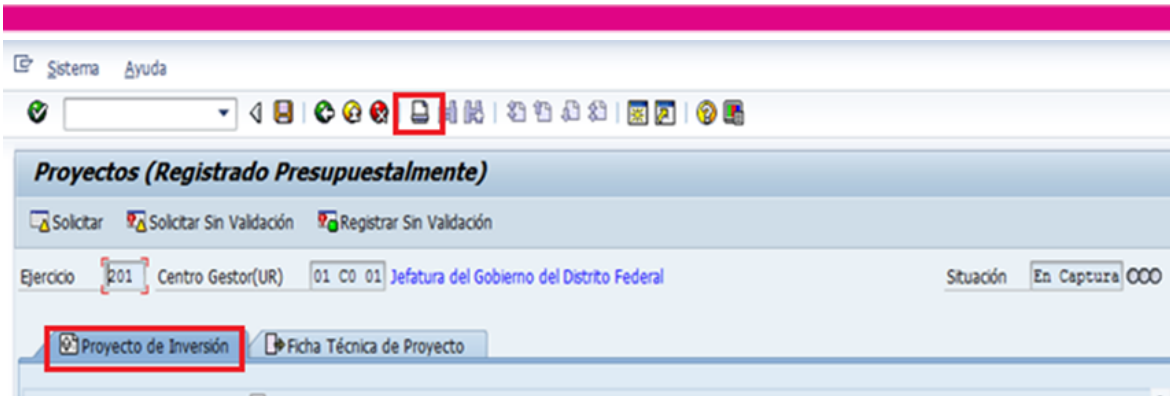 Sistema Ayuda
Proyectos (Registrado Presupuestalmente)
Solicitar Solicitar Sin Validación Registrar Sin Validación
Ejercicio 201 Centro Gestor(UR) 01 C0 01 Jefatura del Gobierno del Distrito Federal Situación En Captura
Proyecto de Inversión Ficha Técnica de Proyecto